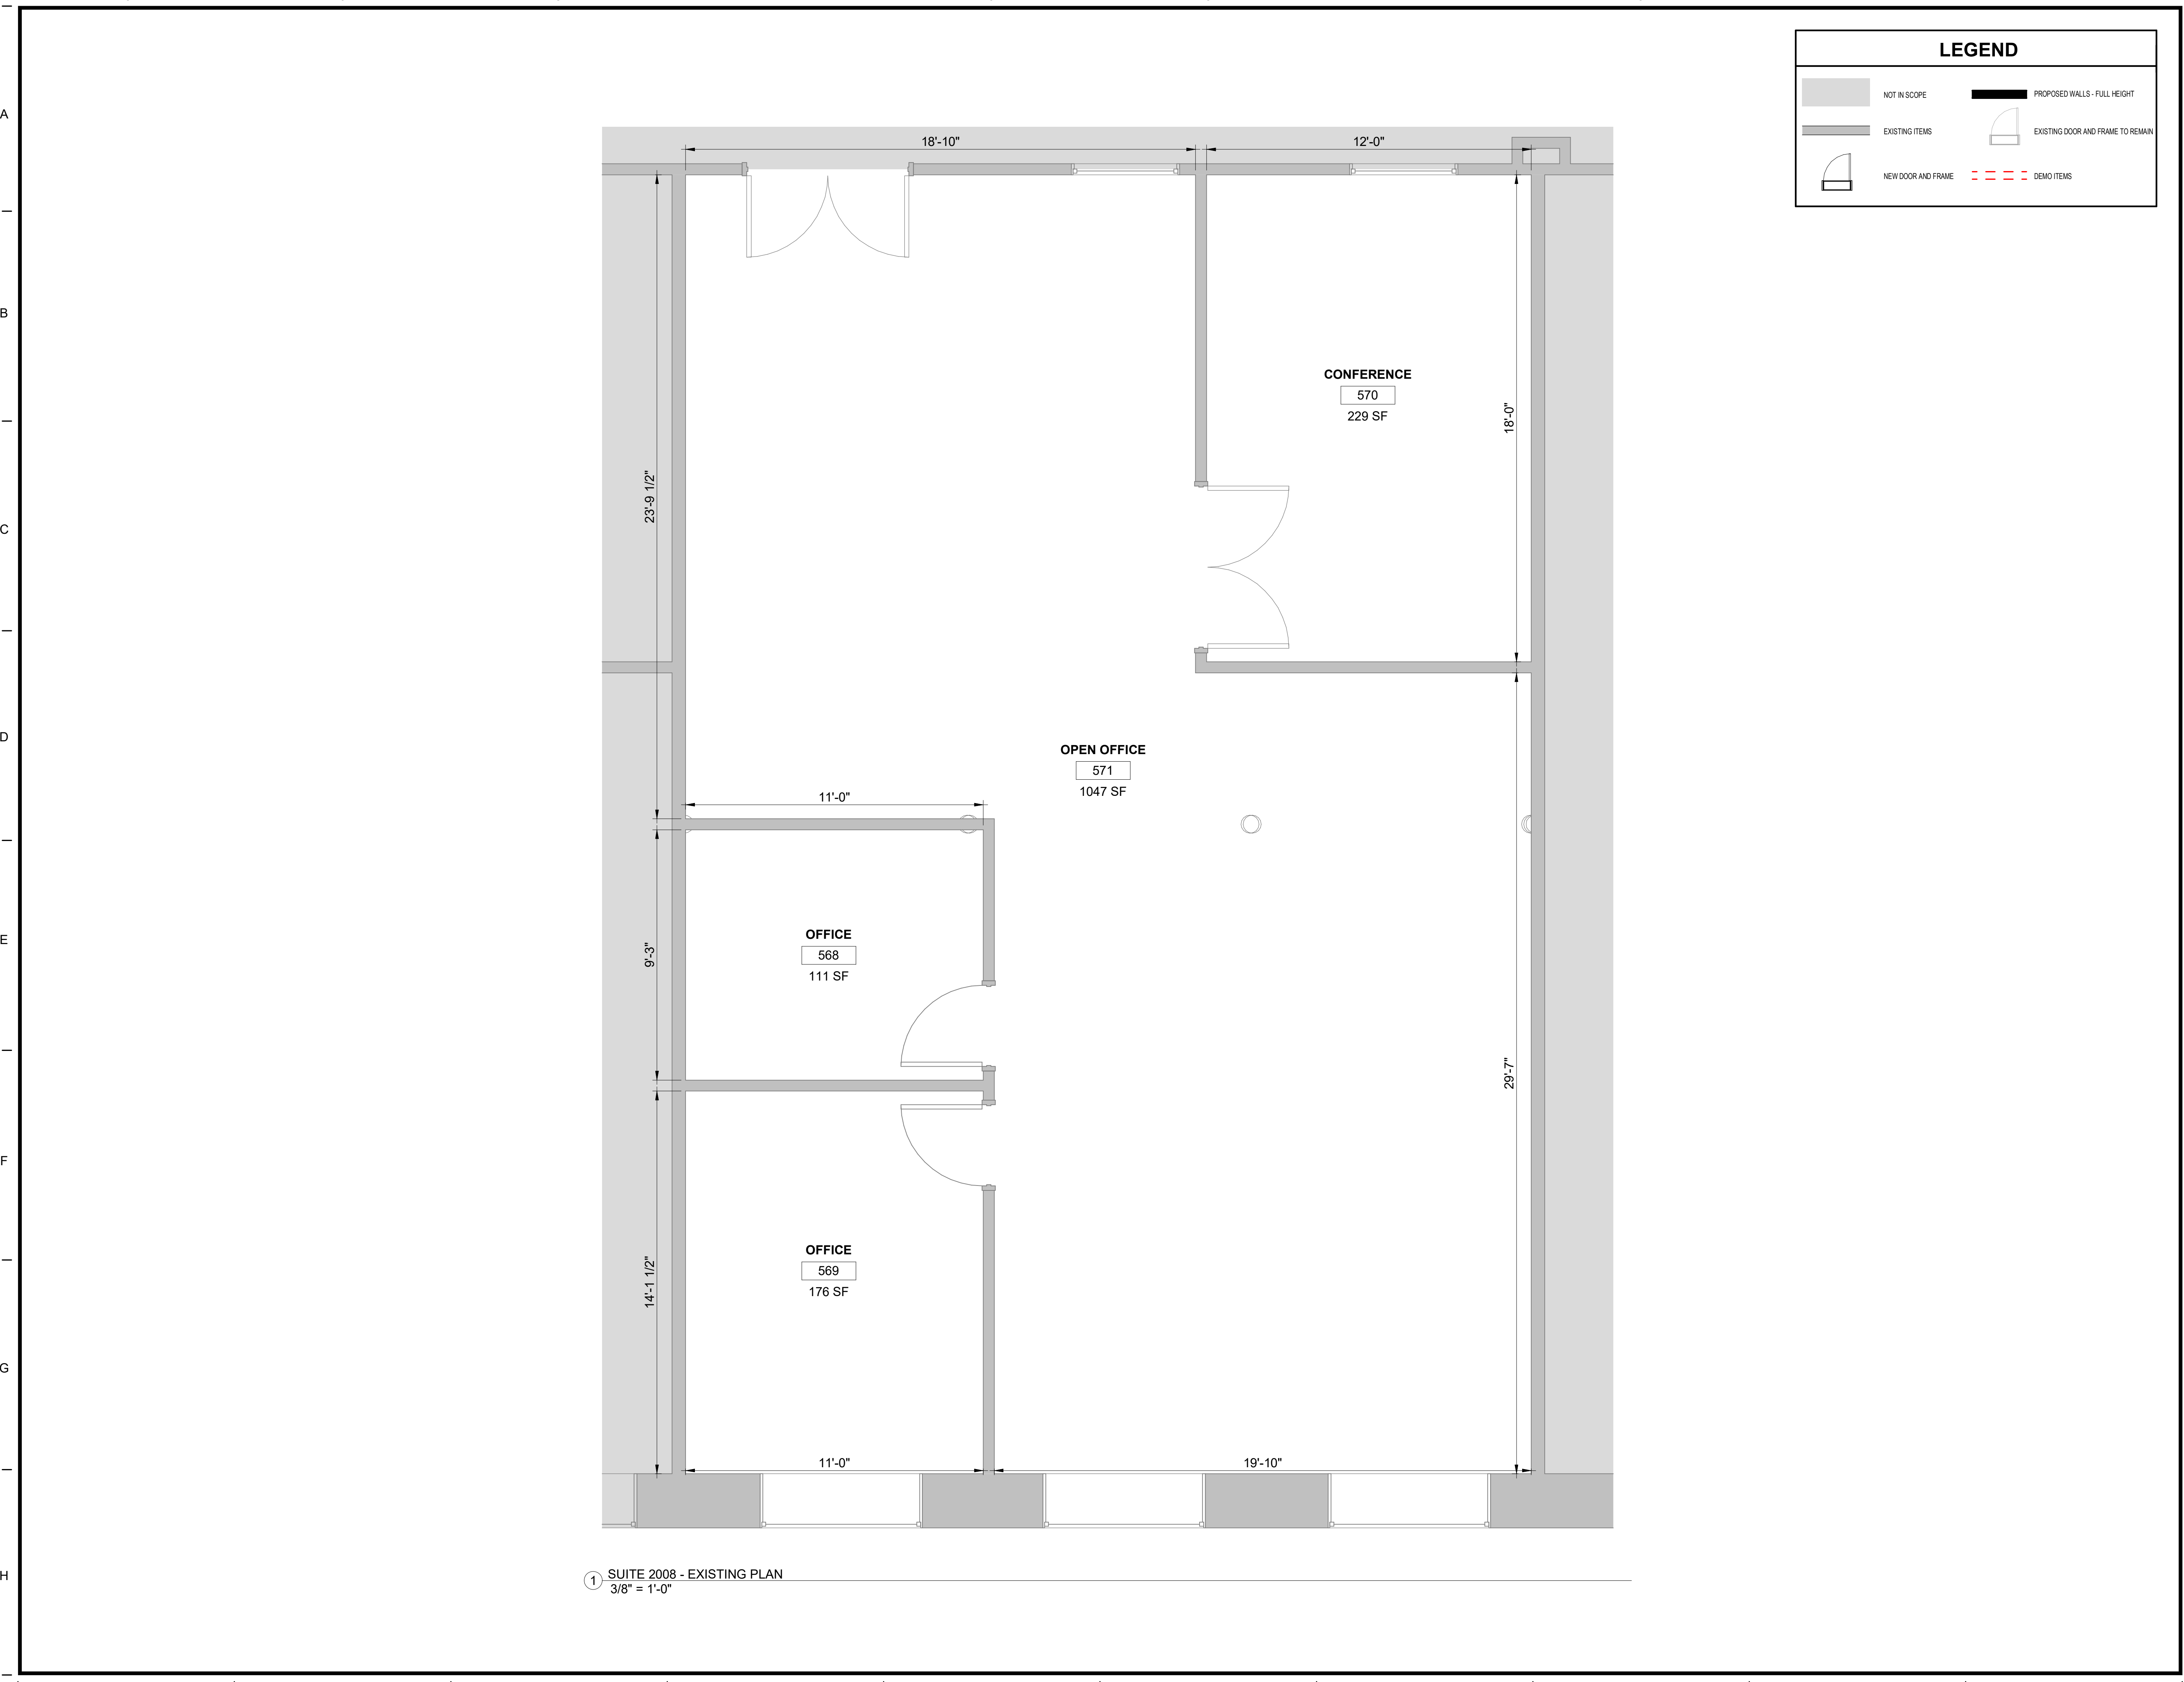 LEGEND
NOT IN SCOPE
PROPOSED WALLS - FULL HEIGHT
EXISTING ITEMS
EXISTING DOOR AND FRAME TO REMAIN
NEW DOOR AND FRAME
DEMO ITEMS
A
B
C
D
E
F
G
H
18'-10"
12'-0"
CONFERENCE
570
229 SF
18'-0"
23'-9 1/2"
OPEN OFFICE
571
1047 SF
11'-0"
OFFICE
568
111 SF
9'-3"
29'-7"
OFFICE
569
176 SF
14'-1 1/2"
11'-0"
19'-10"
1
SUITE 2008 - EXISTING PLAN
3/8" = 1'-0"